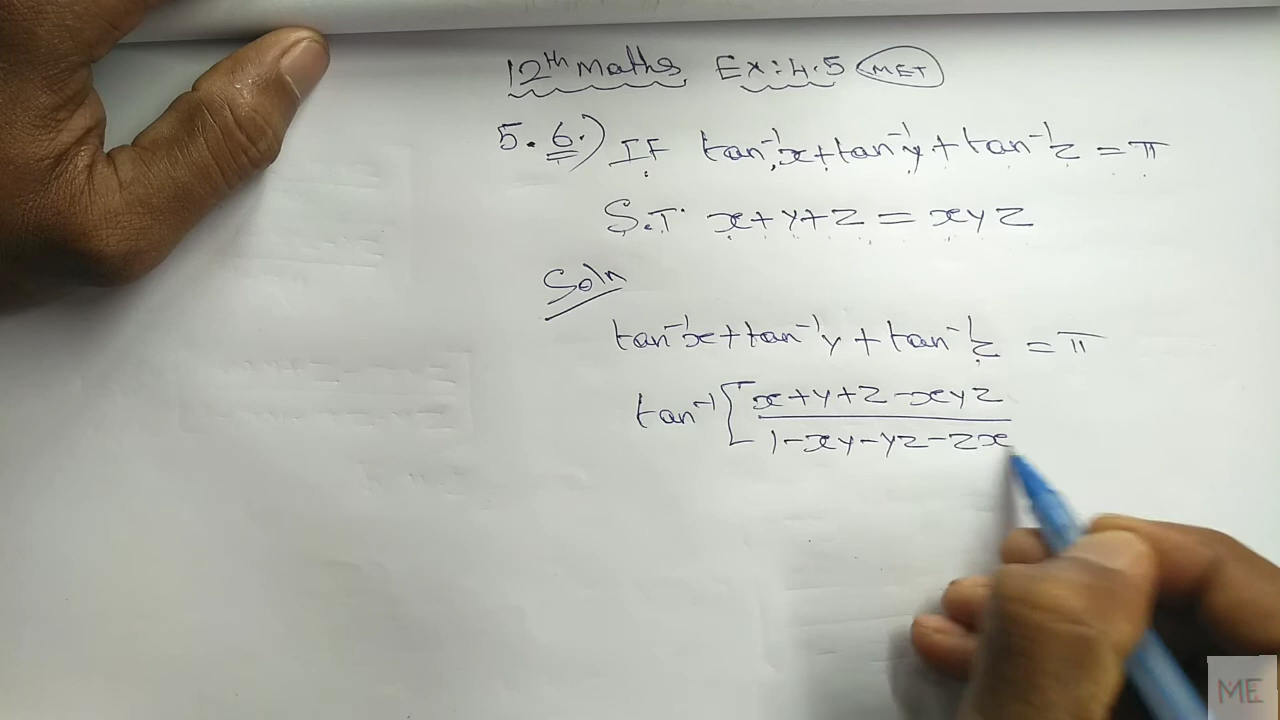 12th Maths Ex: 4.5 MET
5. 6.) If tan⁻¹x + tan⁻¹y + tan⁻¹z = π
S.T x + y + z = xyz
Soln
tan⁻¹x + tan⁻¹y + tan⁻¹z = π
tan⁻¹ [ x + y + z - xyz
1 - xy - yz - zx
ME